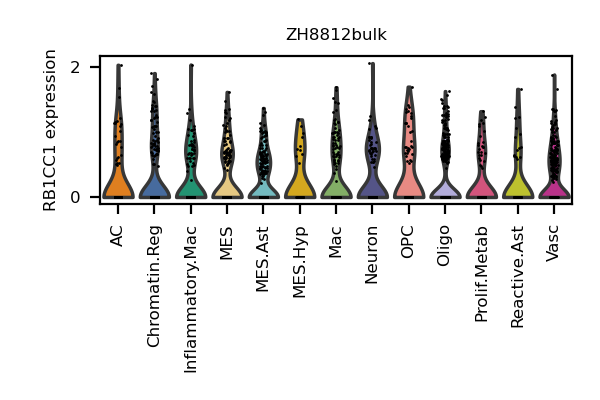 ZH8812bulk
RB1CC1 expression
2
0
AC
Chromatin.Reg
Inflammatory.Mac
MES
MES.Ast
MES.Hyp
Mac
Neuron
OPC
Oligo
Prolif.Metab
Reactive.Ast
Vasc